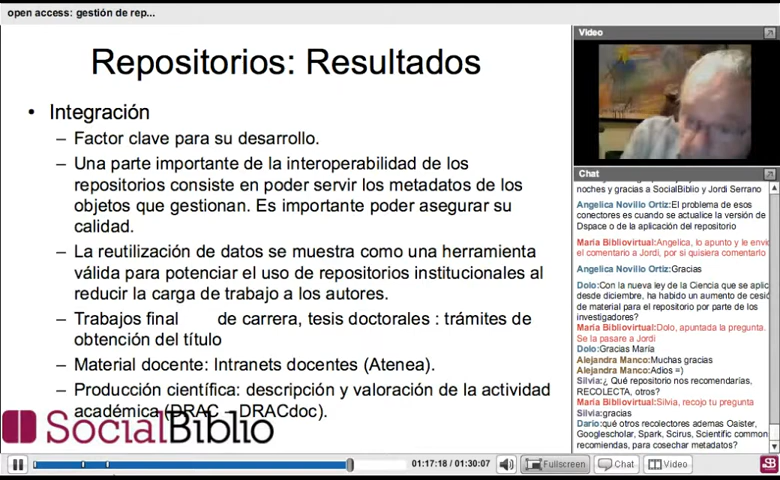 open access: gestión de rep...
Repositorios: Resultados
• Integración
– Factor clave para su desarrollo.
– Una parte importante de la interoperabilidad de los
repositorios consiste en poder servir los metadatos de los
objetos que gestionan. Es importante poder asegurar su
calidad.
– La reutilización de datos se muestra como una herramienta
válida para potenciar el uso de repositorios institucionales al
reducir la carga de trabajo a los autores.
– Trabajos final de carrera, tesis doctorales : trámites de
obtención del título
– Material docente: Intranets docentes (Atenea).
– Producción científica: descripción y valoración de la actividad
académica (DRAC – DRACdoc).
SocialBiblio
Video
Chat
noches y gracias a SocialBiblio y Jordi Serrano
Angelica Novillo Ortiz:El problema de esos
conectores es cuando se actualice la versión de
Dspace o de la aplicación del repositorio
María Bibliovirtual:Angelica, lo apunto y le envio
el comentario a Jordi, por si quisiera comentarlo
Angelica Novillo Ortiz:Gracias
Dolo:Con la nueva ley de la Ciencia que se aplic
desde diciembre, ha habido un aumento de cesió
de material para el repositorio por parte de los
investigadores?
María Bibliovirtual:Dolo, apuntada la pregunta.
Se la pasare a Jordi
Dolo:Gracias María
Alejandra Manco:Muchas gracias
Alejandra Manco:Adios =)
Silvia:¿ Qué repositorio nos recomendarías,
RECOLECTA, otros?
María Bibliovirtual:Silvia, recojo tu pregunta
Silvia:gracias
Dario:qué otros recolectores ademas Oaister,
Googlescholar, Spark, Scirus, Scientific common
recomiendas, para cosechar metadatos?
01:17:18 | 01:30:07
Fullscreen
Chat
Video
SB